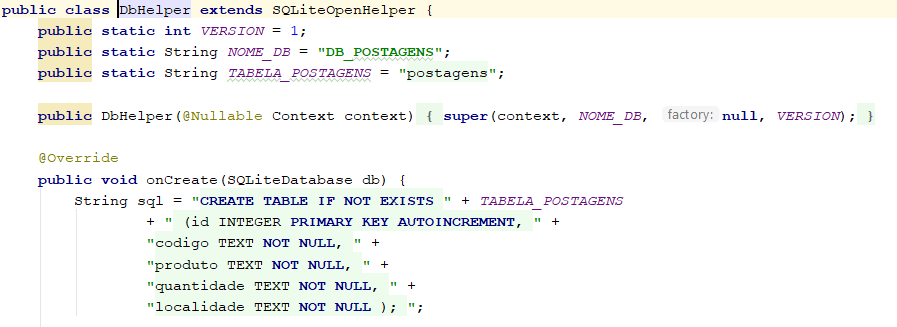 public class DbHelper extends SQLiteOpenHelper {
public static int VERSION = 1;
public static String NOME_DB = "DB_POSTAGENS";
public static String TABELA_POSTAGENS = "postagens";
public DbHelper(@Nullable Context context) { super(context, NOME_DB, factory: null, VERSION); }
@Override
public void onCreate(SQLiteDatabase db) {
String sql = "CREATE TABLE IF NOT EXISTS " + TABELA_POSTAGENS
+ " (id INTEGER PRIMARY KEY AUTOINCREMENT, " +
"codigo TEXT NOT NULL, " +
"produto TEXT NOT NULL, " +
"quantidade TEXT NOT NULL, " +
"localidade TEXT NOT NULL ); ";